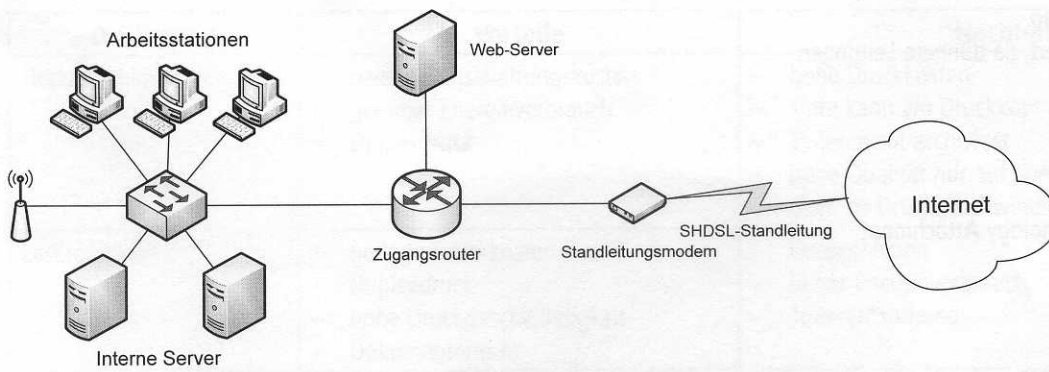 Arbeitsstationen
Web-Server
Internet
SHDSL-Standleitung
Zugangsrouter
Standleitungsmodem
Interne Server